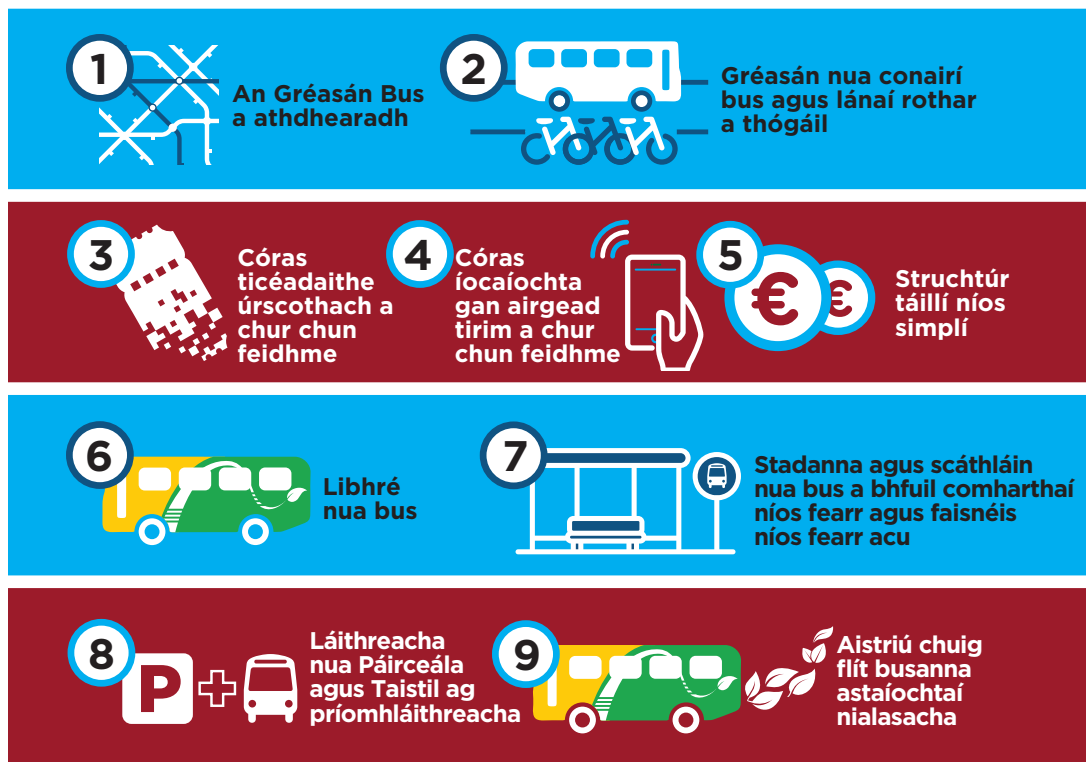 1
An Gréasán Bus
a athdhearadh
2
Gréasán nua conairí
bus agus lánaí rothar
a thógáil
3
Córas
ticéadaithe
úrscothach a
chur chun
feidhme
4
Córas
íocaíochta
gan airgead
tirim a chur
chun feidhme
5
€
€
Struchtúr
táillí níos
simplí
6
Libhré
nua bus
7
Stadanna agus scáthláin
nua bus a bhfuil comharthaí
níos fearr agus faisnéis
níos fearr acu
8
P
Láithreacha
nua Páirceála
agus Taistil ag
príomhláithreacha
9
Aistriú chuig
flít busanna
astaíochtaí
nialasacha